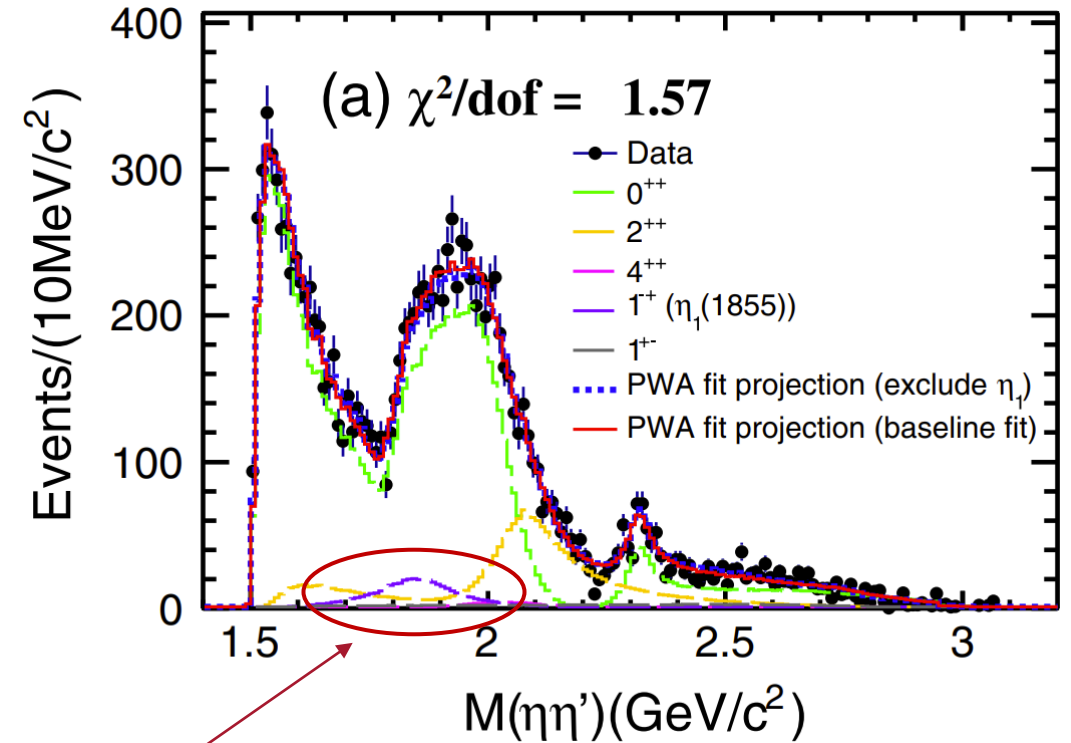 400
300
200
100
0
Events/(10MeV/c²)
(a) χ²/dof = 1.57
Data
0⁺⁺
2⁺⁺
4⁺⁺
1⁻⁺ (η₁(1855))
1⁺⁻
PWA fit projection (exclude η₁)
PWA fit projection (baseline fit)
1.5 2 2.5 3
M(ηη’)(GeV/c²)